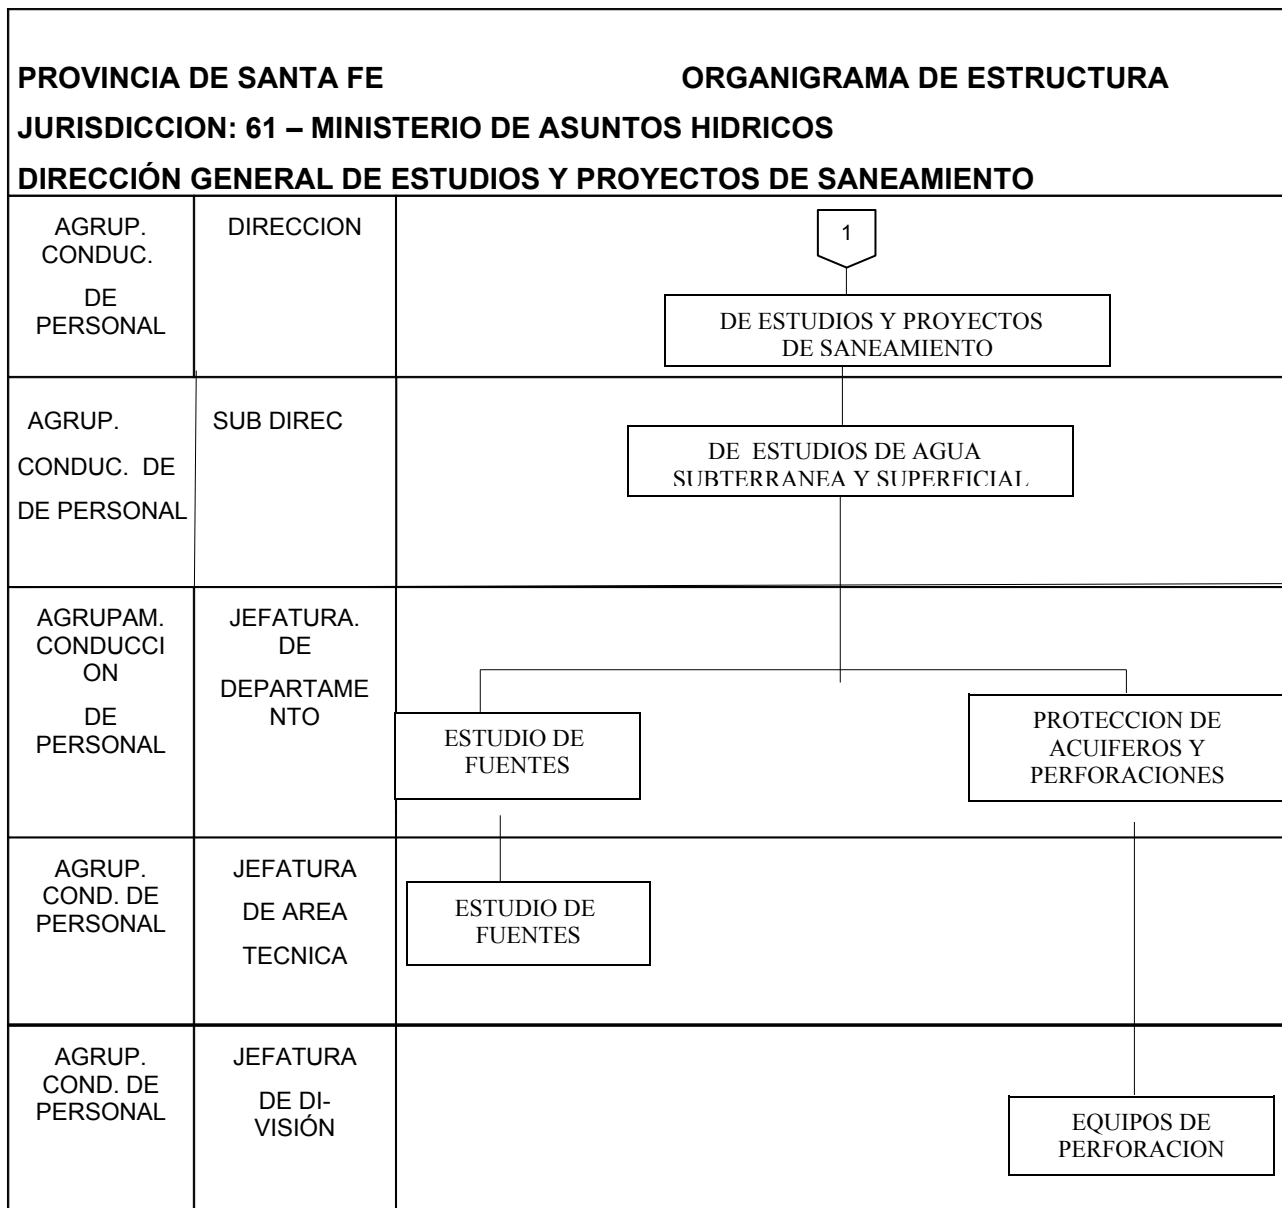 PROVINCIA DE SANTA FE ORGANIGRAMA DE ESTRUCTURA
JURISDICCION: 61 – MINISTERIO DE ASUNTOS HIDRICOS
DIRECCIÓN GENERAL DE ESTUDIOS Y PROYECTOS DE SANEAMIENTO
AGRUP.
CONDUC.
DE
PERSONAL
DIRECCION
1
DE ESTUDIOS Y PROYECTOS
DE SANEAMIENTO
AGRUP.
CONDUC. DE
DE PERSONAL
SUB DIREC
DE ESTUDIOS DE AGUA
SUBTERRANEA Y SUPERFICIAL
AGRUPAM.
CONDUCCI
ON
DE
PERSONAL
JEFATURA.
DE
DEPARTAME
NTO
ESTUDIO DE
FUENTES
PROTECCION DE
ACUIFEROS Y
PERFORACIONES
AGRUP.
COND. DE
PERSONAL
JEFATURA
DE AREA
TECNICA
ESTUDIO DE
FUENTES
AGRUP.
COND. DE
PERSONAL
JEFATURA
DE DI-
VISIÓN
EQUIPOS DE
PERFORACION